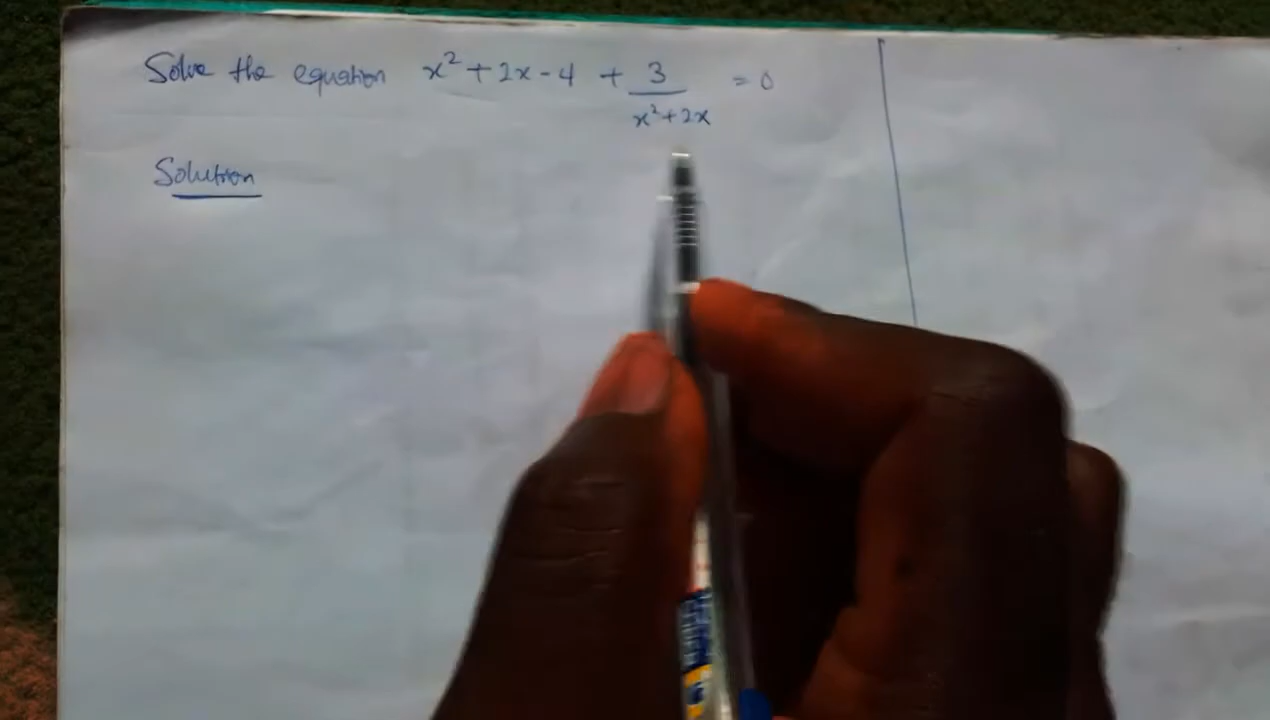 Solve the equation x² + 2x - 4 + 3 = 0
x² + 2x
Solution